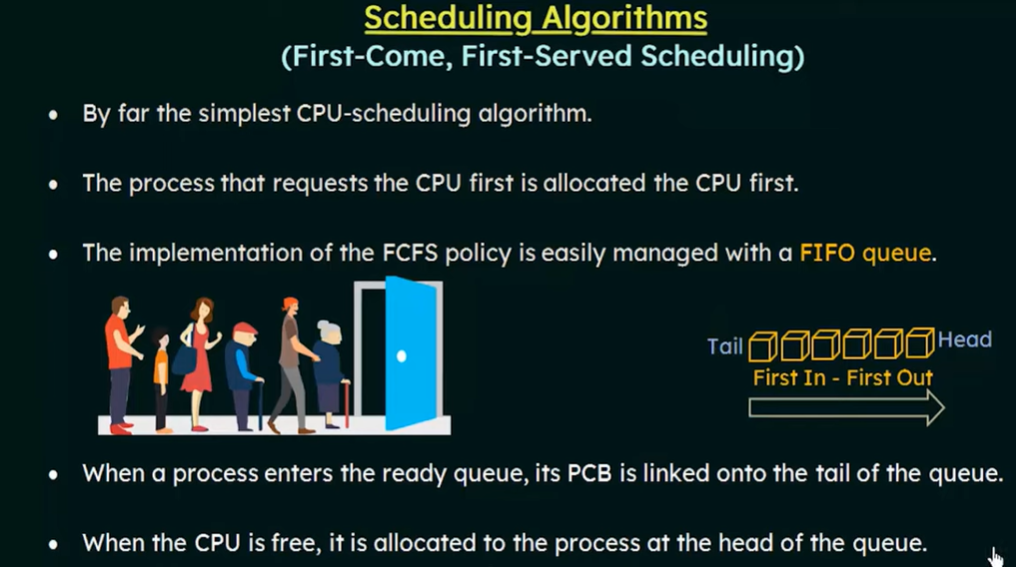 Scheduling Algorithms
(First-Come, First-Served Scheduling)
• By far the simplest CPU-scheduling algorithm.
• The process that requests the CPU first is allocated the CPU first.
• The implementation of the FCFS policy is easily managed with a FIFO queue.
Tail Head
First In - First Out
• When a process enters the ready queue, its PCB is linked onto the tail of the queue.
• When the CPU is free, it is allocated to the process at the head of the queue.